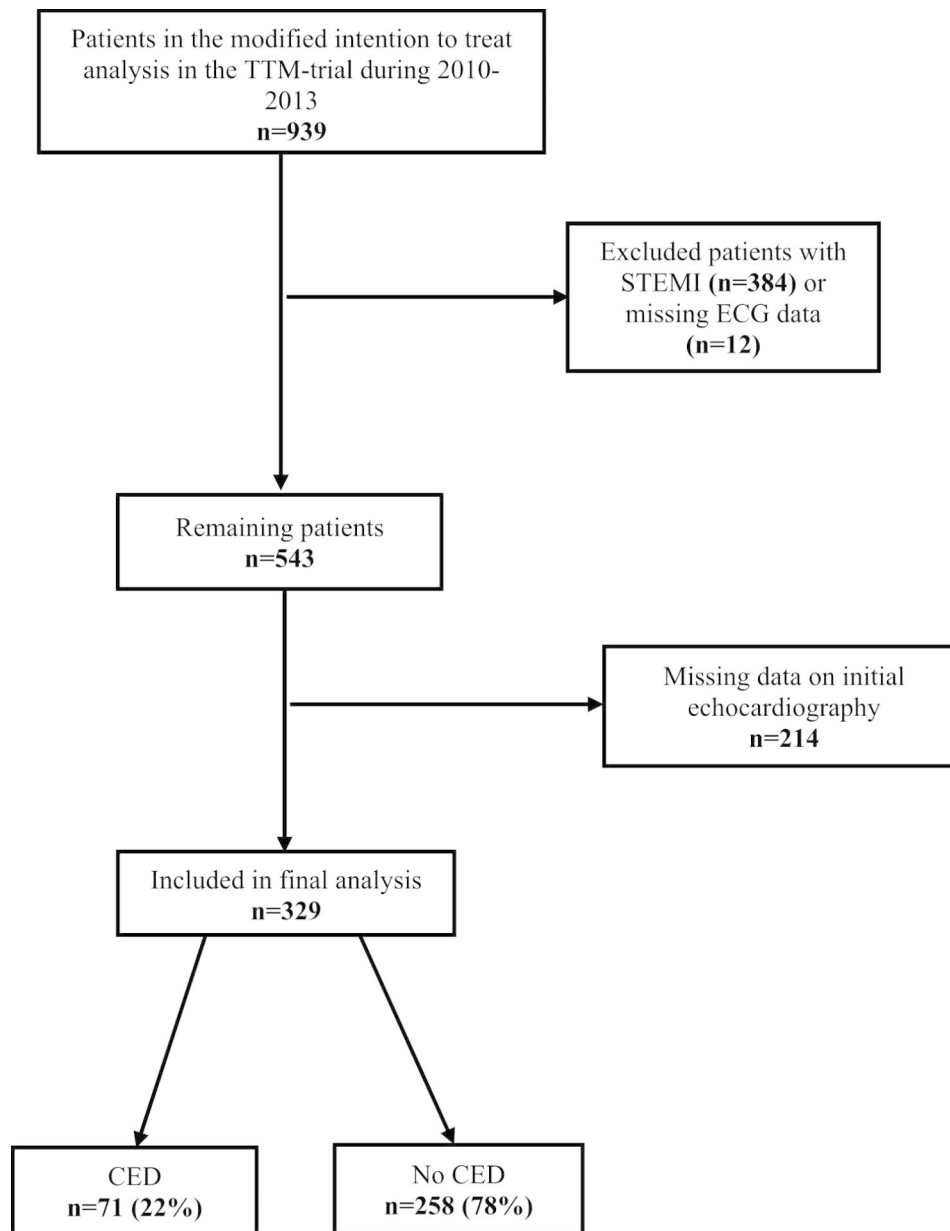 Patients in the modified intention to treat
analysis in the TTM-trial during 2010-
2013
n=939
Excluded patients with
STEMI (n=384) or
missing ECG data
(n=12)
Remaining patients
n=543
Missing data on initial
echocardiography
n=214
Included in final analysis
n=329
CED
n=71 (22%)
No CED
n=258 (78%)